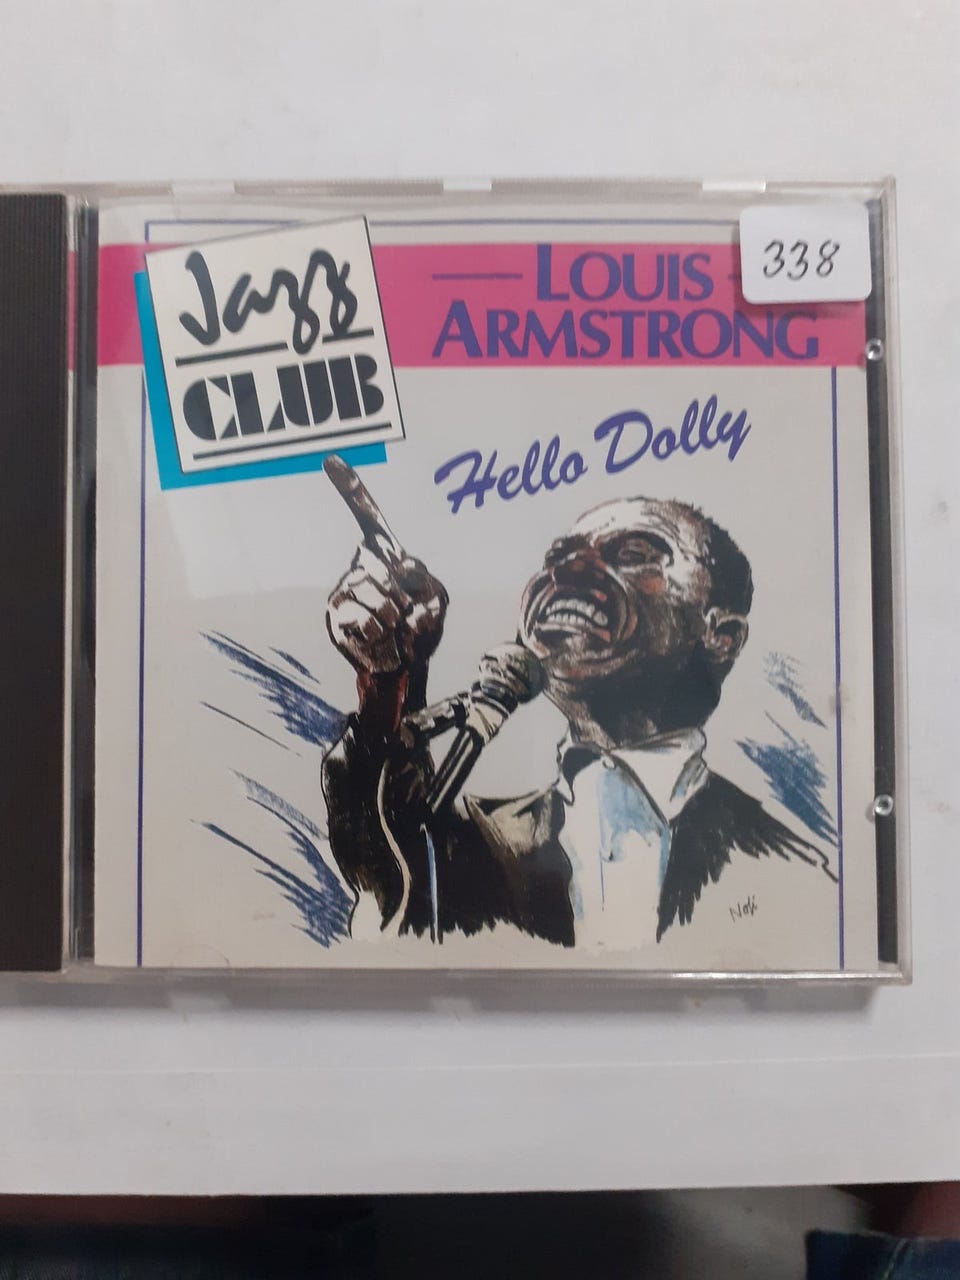 Jazz
CLUB
LOUIS
ARMSTRONG
338
Hello Dolly